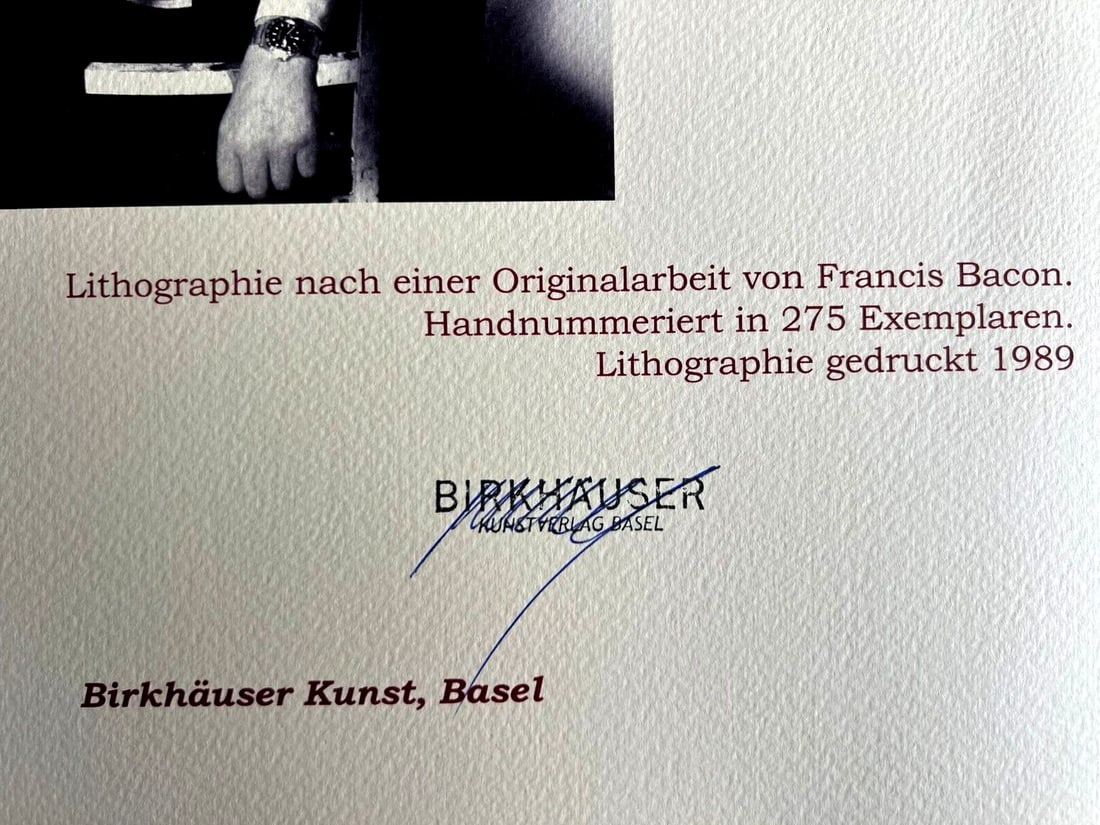 Lithographie nach einer Originalarbeit von Francis Bacon.
Handnummeriert in 275 Exemplaren.
Lithographie gedruckt 1989
BIRKHÄUSER
KUNSTVERLAG BASEL
Birkhäuser Kunst, Basel